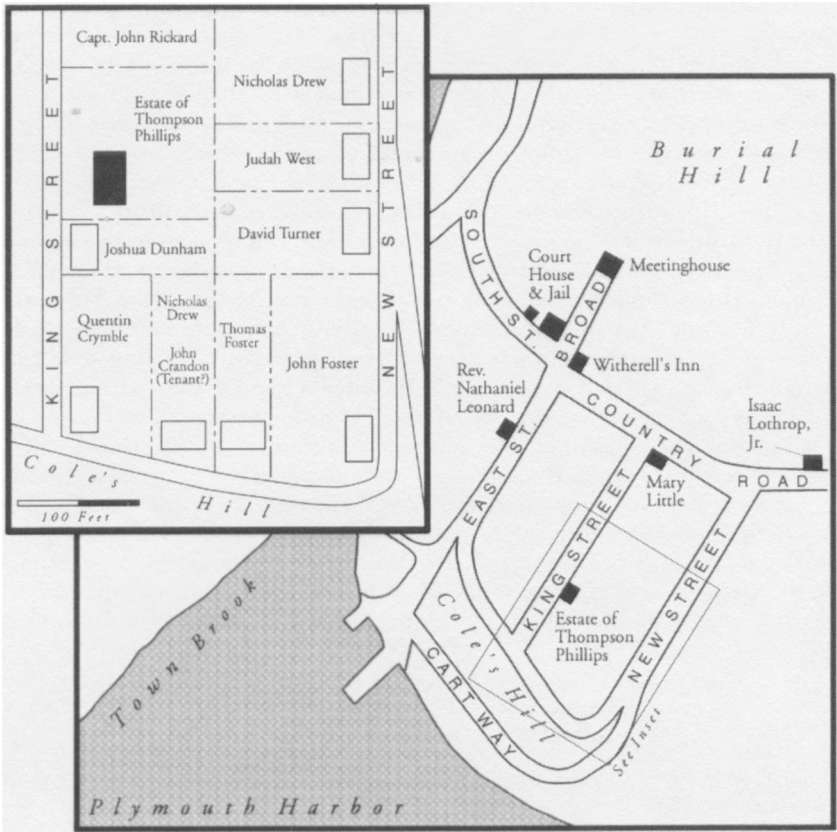 Capt. John Rickard
KING STREET
Estate of
Thompson
Phillips
Nicholas Drew
Judah West
David Turner
NEW STREET
Joshua Dunham
Quentin
Crymble
Nicholas
Drew
John
Crandon
(Tenant?)
Thomas
Foster
John Foster
Cole's
Hill
100 Feet
Burial
Hill
SOUTH ST.
Court
House
& Jail
BROAD
Meetinghouse
Witherell's Inn
Rev.
Nathaniel
Leonard
EAST ST.
COUNTRY
ROAD
Isaac
Lothrop,
Jr.
Mary
Little
KING STREET
Estate of
Thompson
Phillips
NEW STREET
Cole's Hill
CART WAY
See Inset
Town Brook
Plymouth Harbor